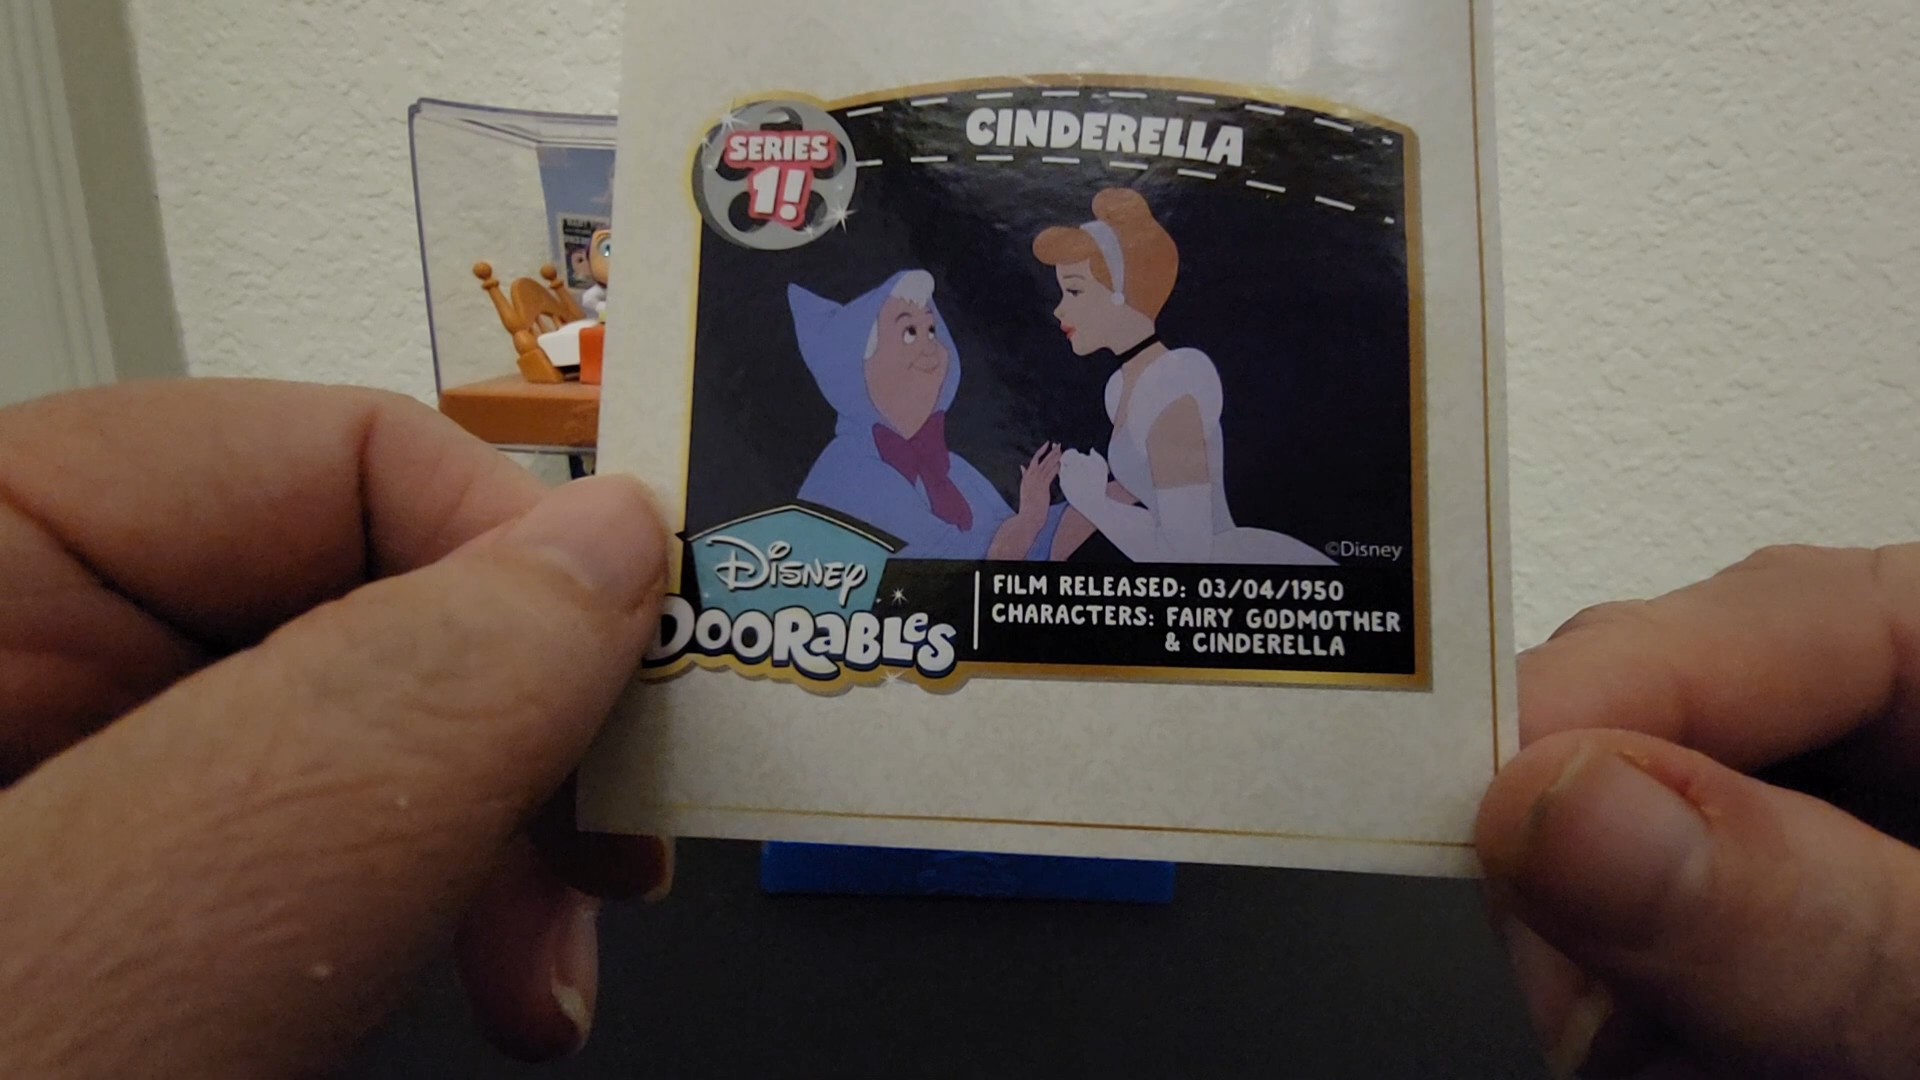 SERIES
1!
CINDERELLA
©Disney
DISNEY
DOORABLES
FILM RELEASED: 03/04/1950
CHARACTERS: FAIRY GODMOTHER
& CINDERELLA